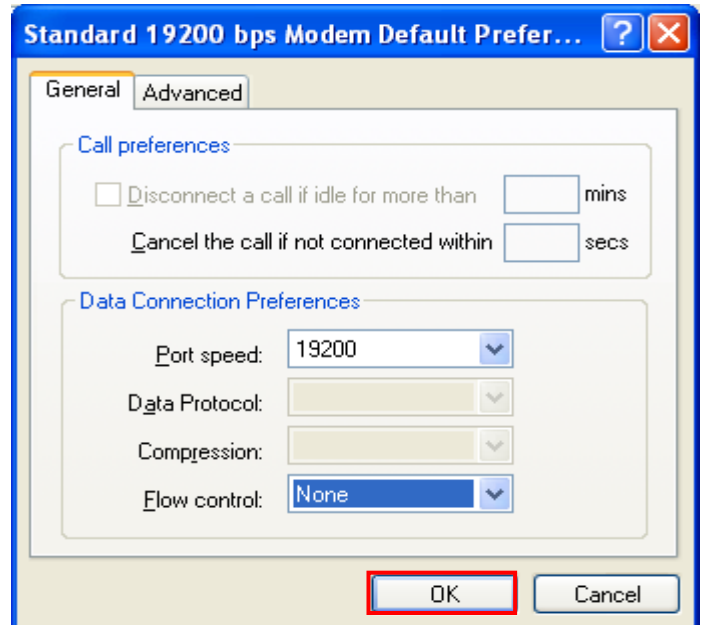 Standard 19200 bps Modem Default Prefer... ?
General Advanced
Call preferences
Disconnect a call if idle for more than mins
Cancel the call if not connected within secs
Data Connection Preferences
Port speed: 19200
Data Protocol:
Compression:
Flow control: None
OK Cancel